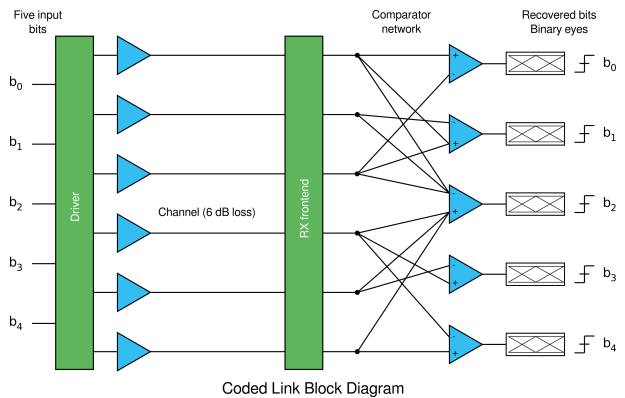 Five input
bits
Comparator
network
Recovered bits
Binary eyes
b0
b1
b2
b3
b4
Driver
Channel (6 dB loss)
RX frontend
+
-
-
+
-
+
-
+
-
+
b0
b1
b2
b3
b4
Coded Link Block Diagram